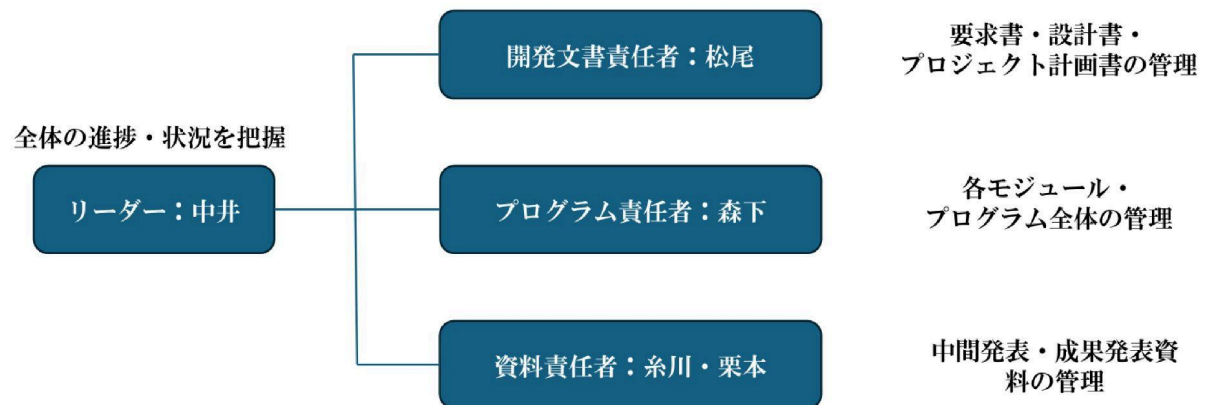 全体の進捗・状況を把握
リーダー：中井
開発文書責任者：松尾
要求書・設計書・
プロジェクト計画書の管理
プログラム責任者：森下
各モジュール・
プログラム全体の管理
資料責任者：糸川・栗本
中間発表・成果発表資
料の管理